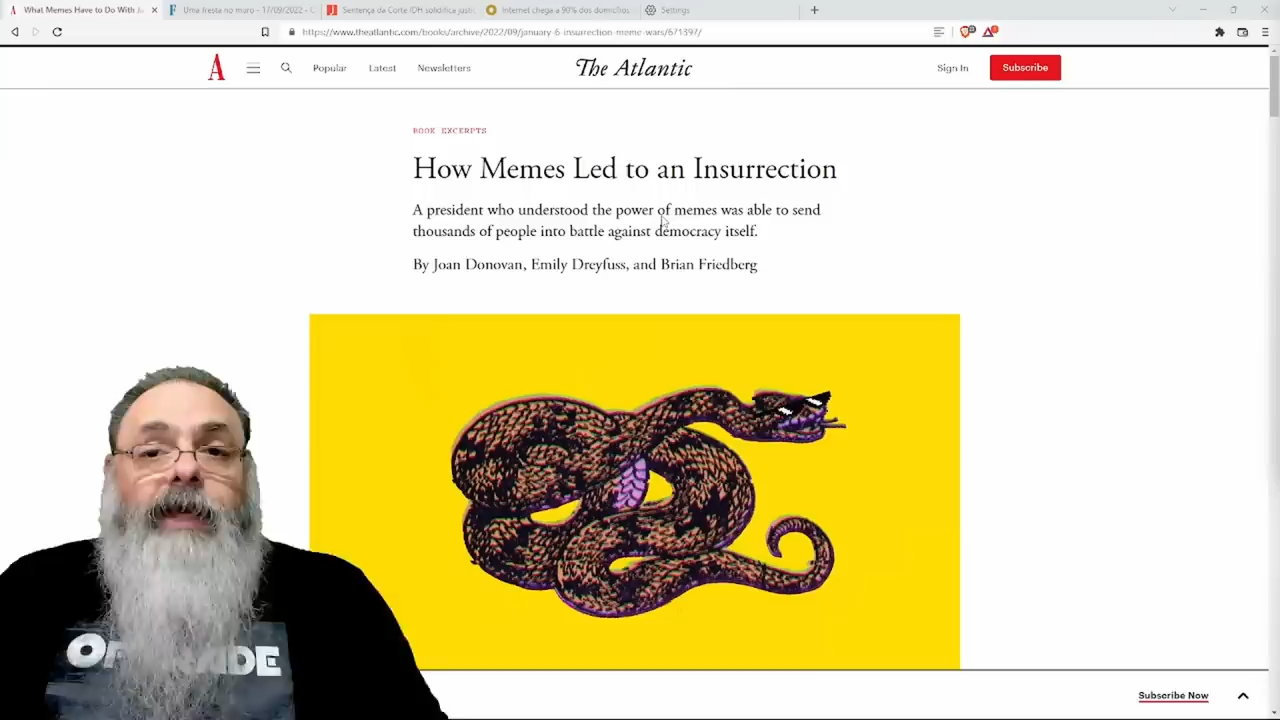 What Memes Have to Do With Ja
Uma fresta no muro - 17/09/2022 - C
Sentença da Corte IDH solidifica justi
Internet chega a 90% dos domicílios
Settings
https://www.theatlantic.com/books/archive/2022/09/january-6-insurrection-meme-wars/671397/
A
Popular
Latest
Newsletters
The Atlantic
Sign In
Subscribe
BOOK EXCERPTS
How Memes Led to an Insurrection
A president who understood the power of memes was able to send
thousands of people into battle against democracy itself.
By Joan Donovan, Emily Dreyfuss, and Brian Friedberg
Subscribe Now